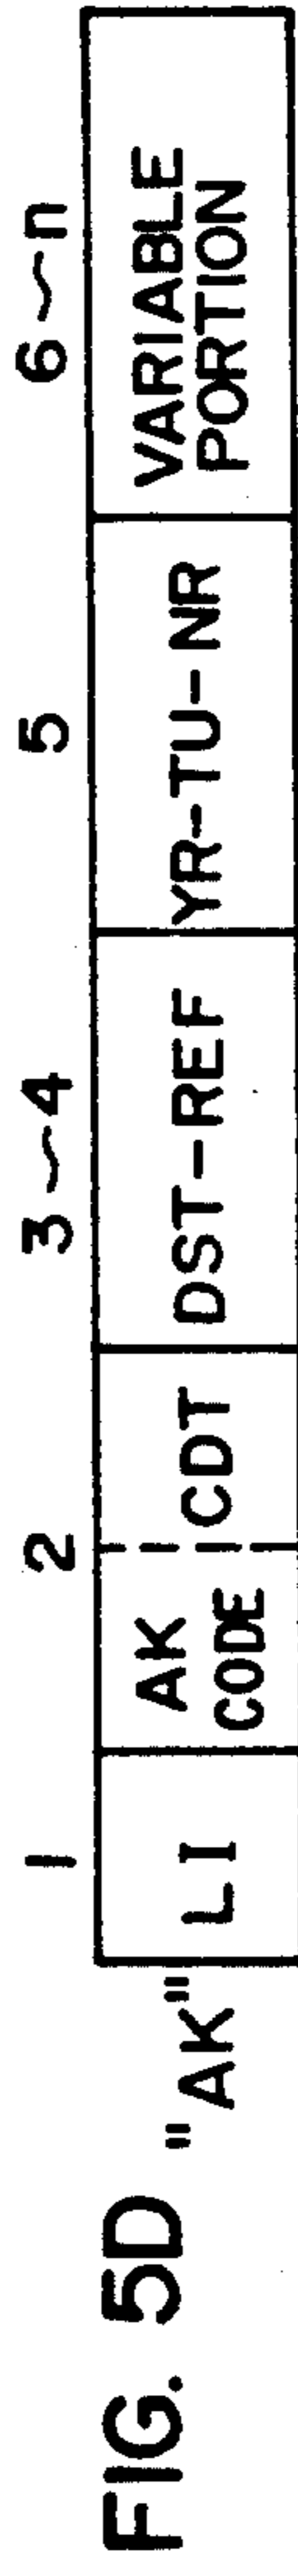 FIG. 5D "AK"
1 2 3~4 5 6~n
LI AK CODE CDT DST-REF YR-TU-NR VARIABLE PORTION